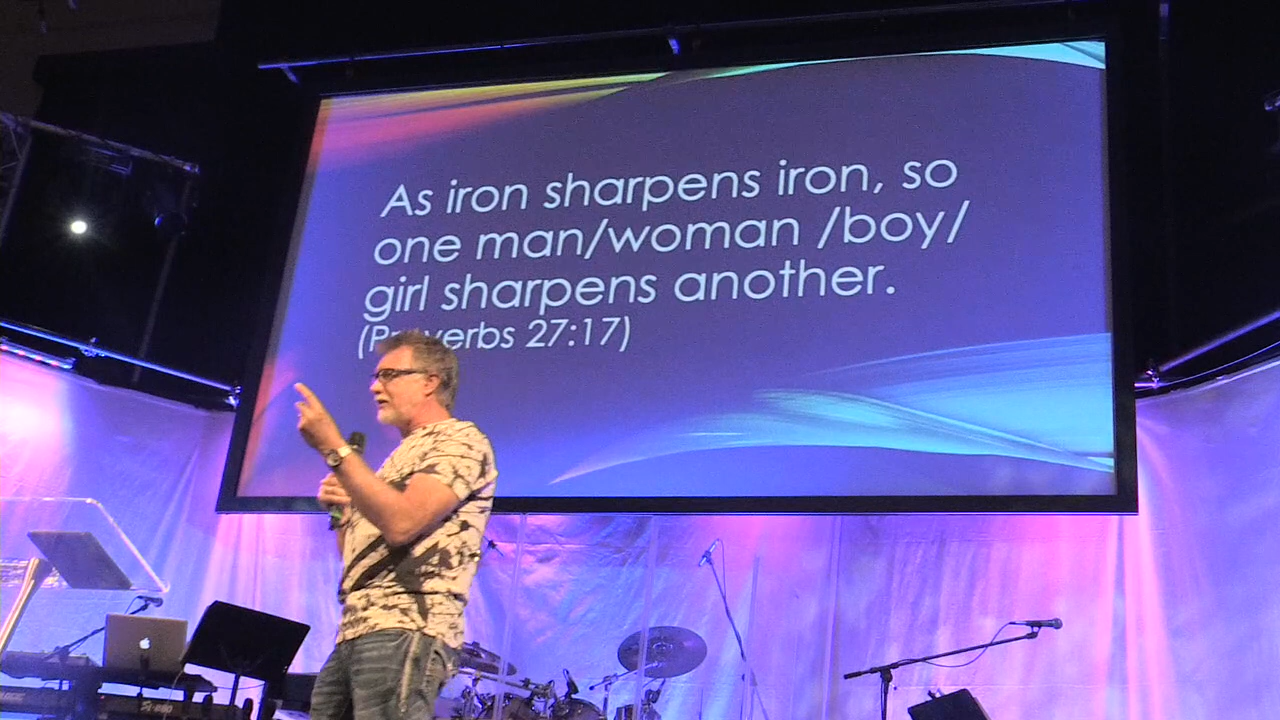 As iron sharpens iron, so
one man/woman /boy/
girl sharpens another.
(Proverbs 27:17)